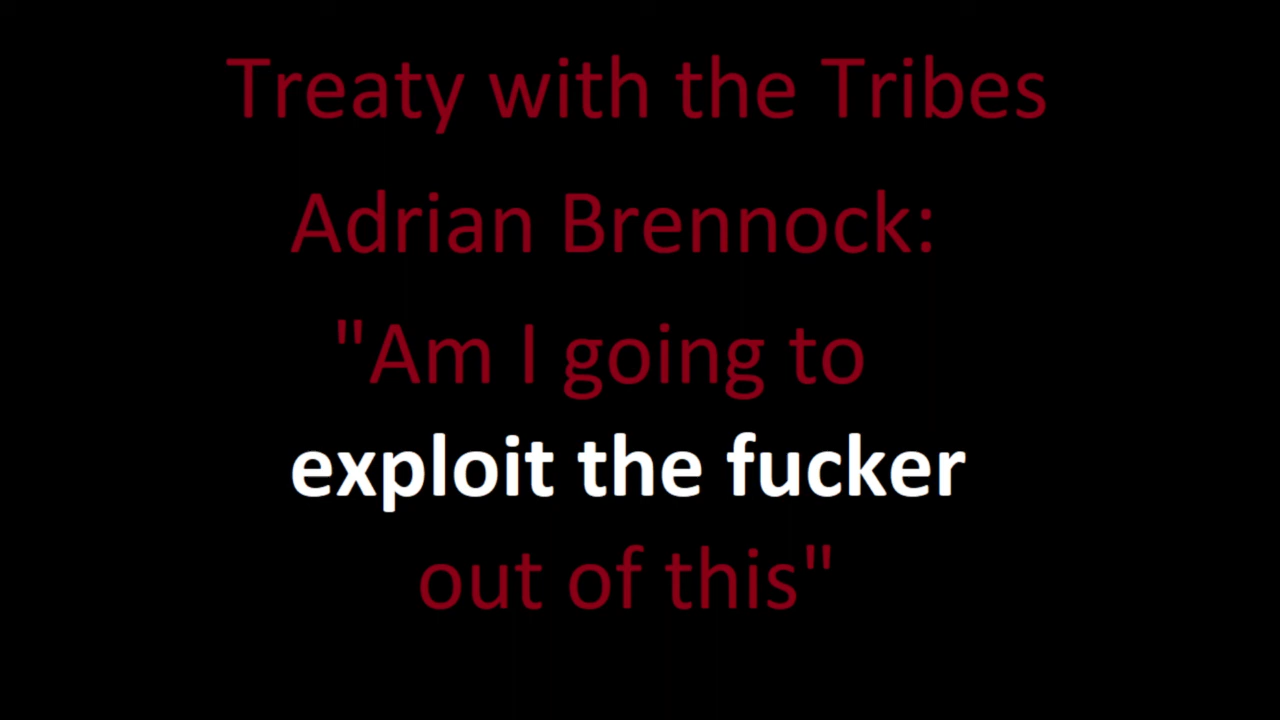 Treaty with the Tribes
Adrian Brennock:
"Am I going to
exploit the fucker
out of this"